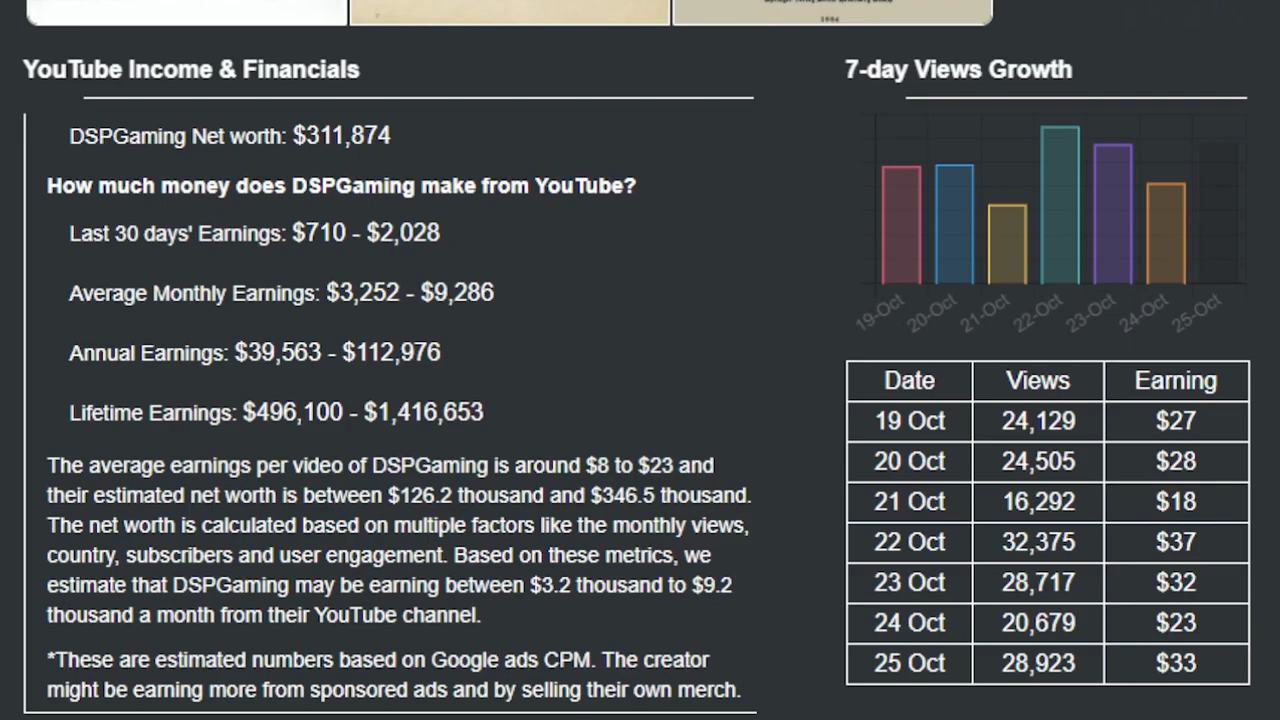 1984
YouTube Income & Financials
DSPGaming Net worth: $311,874
How much money does DSPGaming make from YouTube?
Last 30 days' Earnings: $710 - $2,028
Average Monthly Earnings: $3,252 - $9,286
Annual Earnings: $39,563 - $112,976
Lifetime Earnings: $496,100 - $1,416,653
The average earnings per video of DSPGaming is around $8 to $23 and
their estimated net worth is between $126.2 thousand and $346.5 thousand.
The net worth is calculated based on multiple factors like the monthly views,
country, subscribers and user engagement. Based on these metrics, we
estimate that DSPGaming may be earning between $3.2 thousand to $9.2
thousand a month from their YouTube channel.
*These are estimated numbers based on Google ads CPM. The creator
might be earning more from sponsored ads and by selling their own merch.
7-day Views Growth
19-Oct 20-Oct 21-Oct 22-Oct 23-Oct 24-Oct 25-Oct
Date Views Earning
19 Oct 24,129 $27
20 Oct 24,505 $28
21 Oct 16,292 $18
22 Oct 32,375 $37
23 Oct 28,717 $32
24 Oct 20,679 $23
25 Oct 28,923 $33